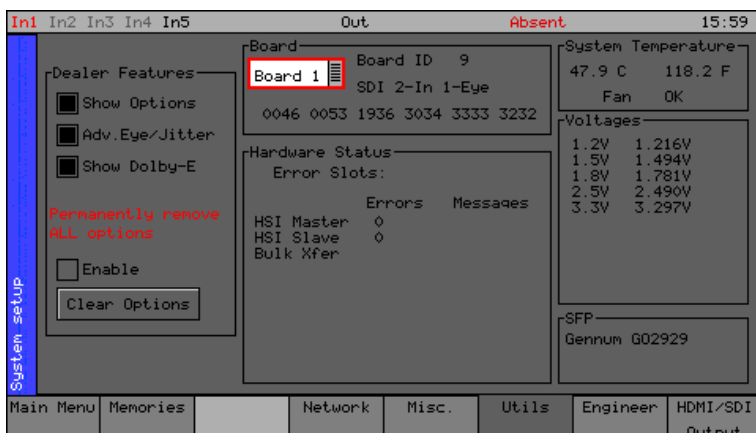 In1 In2 In3 In4 In5 Out Absent 15:59
System setup
Dealer Features
Show Options
Adv.Eye/Jitter
Show Dolby-E
Permanently remove
ALL options
Enable
Clear Options
Board
Board 1
Board ID 9
SDI 2-In 1-Eye
0046 0053 1936 3034 3333 3232
Hardware Status
Error Slots:
Errors Messages
HSI Master 0
HSI Slave 0
Bulk Xfer
System Temperature
47.9 C 118.2 F
Fan OK
Voltages
1.2V 1.216V
1.5V 1.494V
1.8V 1.781V
2.5V 2.490V
3.3V 3.297V
SFP
Gennum GO2929
Main Menu Memories Network Misc. Utils Engineer HDMI/SDI
Output